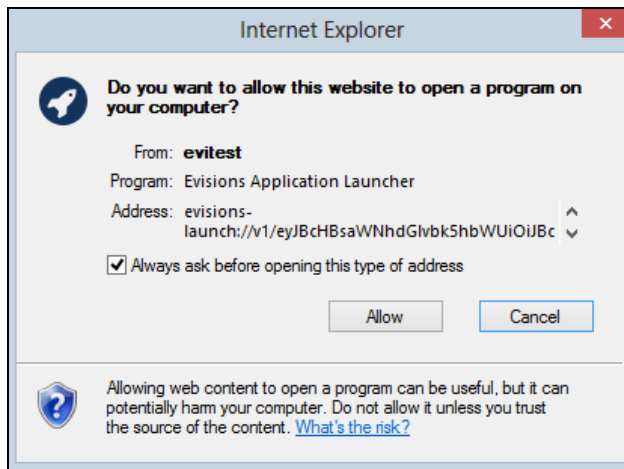 Internet Explorer
Do you want to allow this website to open a program on
your computer?
From: evitest
Program: Evisions Application Launcher
Address: evisions-
launch://v1/eyJBcHBsaWNhdGlvbk5hbWUiOiJBc
Always ask before opening this type of address
Allow Cancel
Allowing web content to open a program can be useful, but it can
potentially harm your computer. Do not allow it unless you trust
the source of the content. What's the risk?